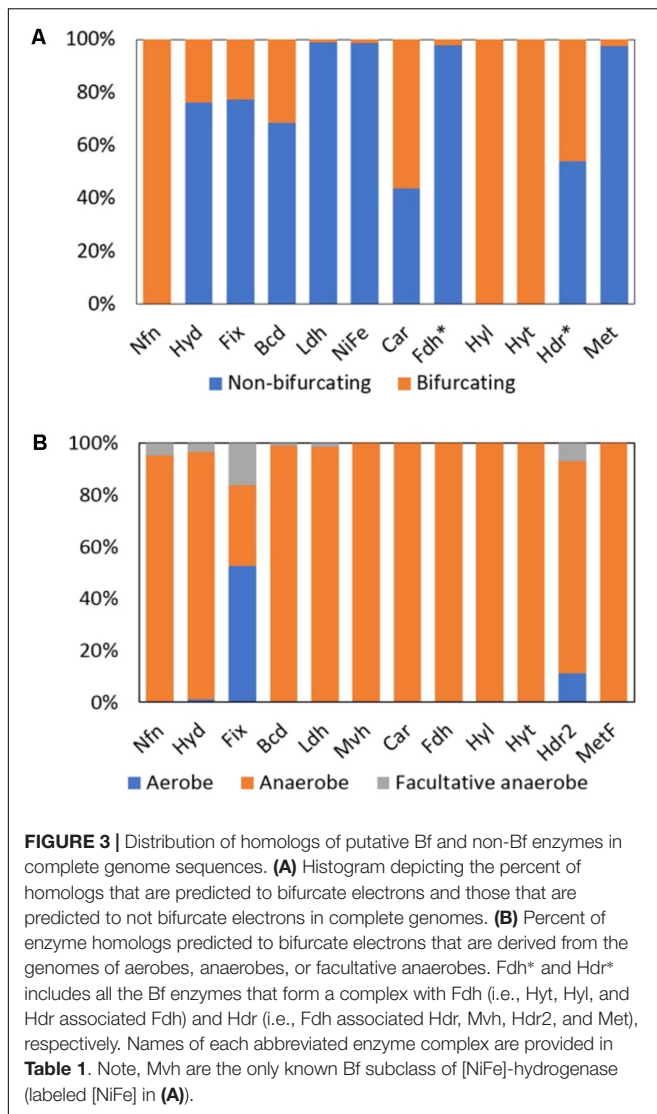 A
100%
80%
60%
40%
20%
0%
Nfn Hyd Fix Bcd Ldh NiFe Car Fdh* Hyl Hyt Hdr* Met
Non-bifurcating Bifurcating
B
100%
80%
60%
40%
20%
0%
Nfn Hyd Fix Bcd Ldh Mvh Car Fdh Hyl Hyt Hdr2 MetF
Aerobe Anaerobe Facultative anaerobe
FIGURE 3 | Distribution of homologs of putative Bf and non-Bf enzymes in
complete genome sequences. (A) Histogram depicting the percent of
homologs that are predicted to bifurcate electrons and those that are
predicted to not bifurcate electrons in complete genomes. (B) Percent of
enzyme homologs predicted to bifurcate electrons that are derived from the
genomes of aerobes, anaerobes, or facultative anaerobes. Fdh* and Hdr*
includes all the Bf enzymes that form a complex with Fdh (i.e., Hyt, Hyl, and
Hdr associated Fdh) and Hdr (i.e., Fdh associated Hdr, Mvh, Hdr2, and Met),
respectively. Names of each abbreviated enzyme complex are provided in
Table 1. Note, Mvh are the only known Bf subclass of [NiFe]-hydrogenase
(labeled [NiFe] in (A)).